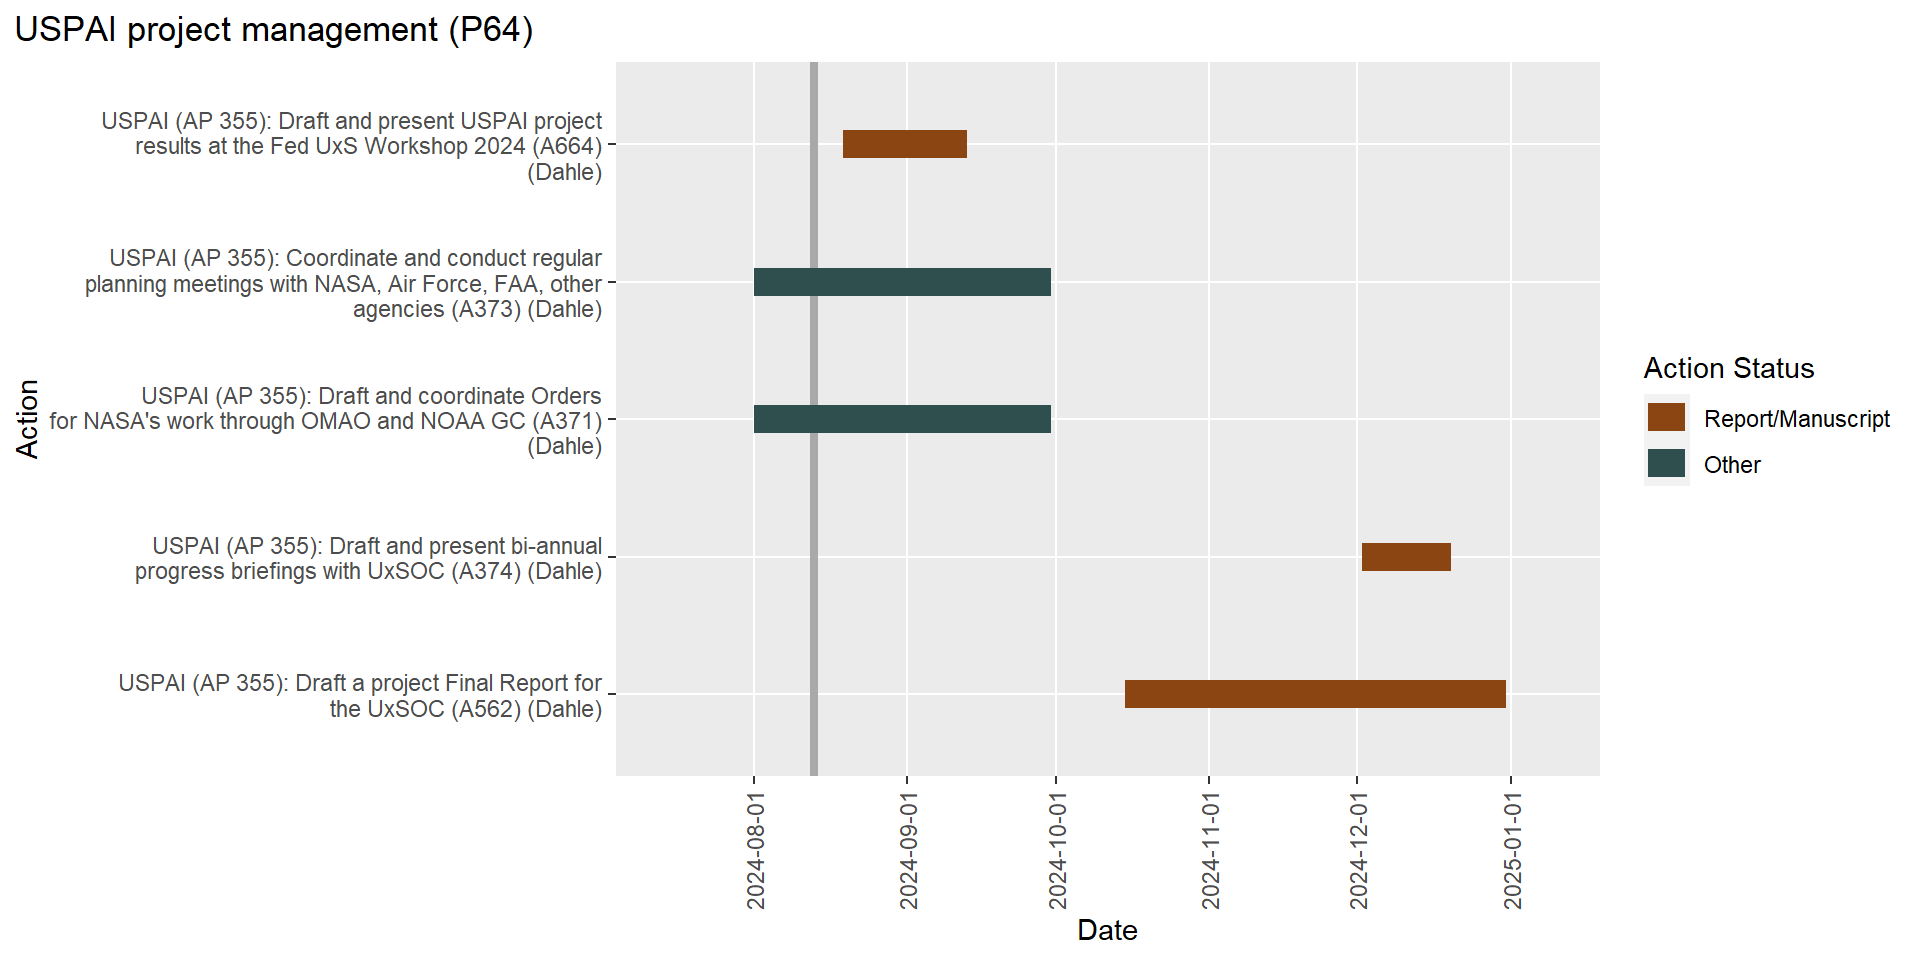 USPAI project management (P64)
USPAI (AP 355): Draft and present USPAI project
results at the Fed UxS Workshop 2024 (A664)
(Dahle)
USPAI (AP 355): Coordinate and conduct regular
planning meetings with NASA, Air Force, FAA, other
agencies (A373) (Dahle)
USPAI (AP 355): Draft and coordinate Orders
for NASA's work through OMAO and NOAA GC (A371)
(Dahle)
USPAI (AP 355): Draft and present bi-annual
progress briefings with UxSOC (A374) (Dahle)
USPAI (AP 355): Draft a project Final Report for
the UxSOC (A562) (Dahle)
Action
2024-08-01
2024-09-01
2024-10-01
2024-11-01
2024-12-01
2025-01-01
Date
Action Status
Report/Manuscript
Other